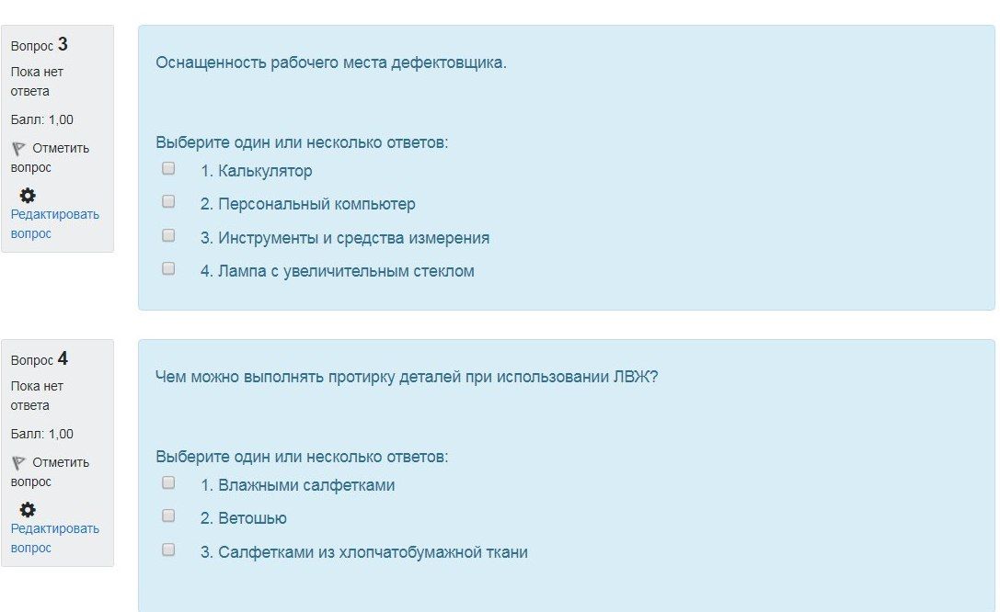 Вопрос 3
Пока нет
ответа
Балл: 1,00
Отметить
вопрос
Редактировать
вопрос
Оснащенность рабочего места дефектовщика.
Выберите один или несколько ответов:
1. Калькулятор
2. Персональный компьютер
3. Инструменты и средства измерения
4. Лампа с увеличительным стеклом
Вопрос 4
Пока нет
ответа
Балл: 1,00
Отметить
вопрос
Редактировать
вопрос
Чем можно выполнять протирку деталей при использовании ЛВЖ?
Выберите один или несколько ответов:
1. Влажными салфетками
2. Ветошью
3. Салфетками из хлопчатобумажной ткани